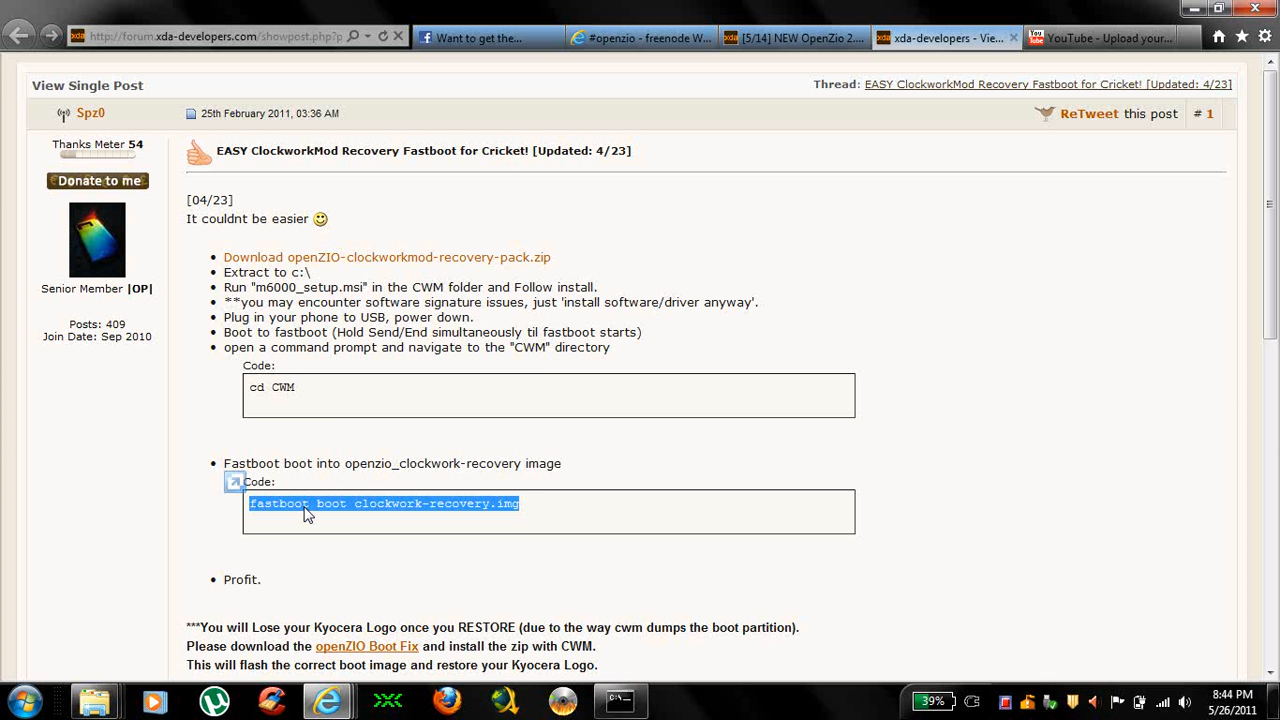 http://forum.xda-developers.com/showpost.php?p
Want to get the...
#openzio - freenode W...
[5/14] NEW OpenZio 2....
xda-developers - Vie...
YouTube - Upload your...
View Single Post
Thread: EASY ClockworkMod Recovery Fastboot for Cricket! [Updated: 4/23]
Spz0
25th February 2011, 03:36 AM
ReTweet this post
# 1
Thanks Meter 54
Donate to me
Senior Member |OP|
Posts: 409
Join Date: Sep 2010
EASY ClockworkMod Recovery Fastboot for Cricket! [Updated: 4/23]
[04/23]
It couldnt be easier
• Download openZIO-clockworkmod-recovery-pack.zip
• Extract to c:\
• Run "m6000_setup.msi" in the CWM folder and Follow install.
• **you may encounter software signature issues, just 'install software/driver anyway'.
• Plug in your phone to USB, power down.
• Boot to fastboot (Hold Send/End simultaneously til fastboot starts)
• open a command prompt and navigate to the "CWM" directory
Code:
cd CWM
• Fastboot boot into openzio_clockwork-recovery image
Code:
fastboot boot clockwork-recovery.img
• Profit.
***You will Lose your Kyocera Logo once you RESTORE (due to the way cwm dumps the boot partition).
Please download the openZIO Boot Fix and install the zip with CWM.
This will flash the correct boot image and restore your Kyocera Logo.
39%
8:44 PM
5/26/2011